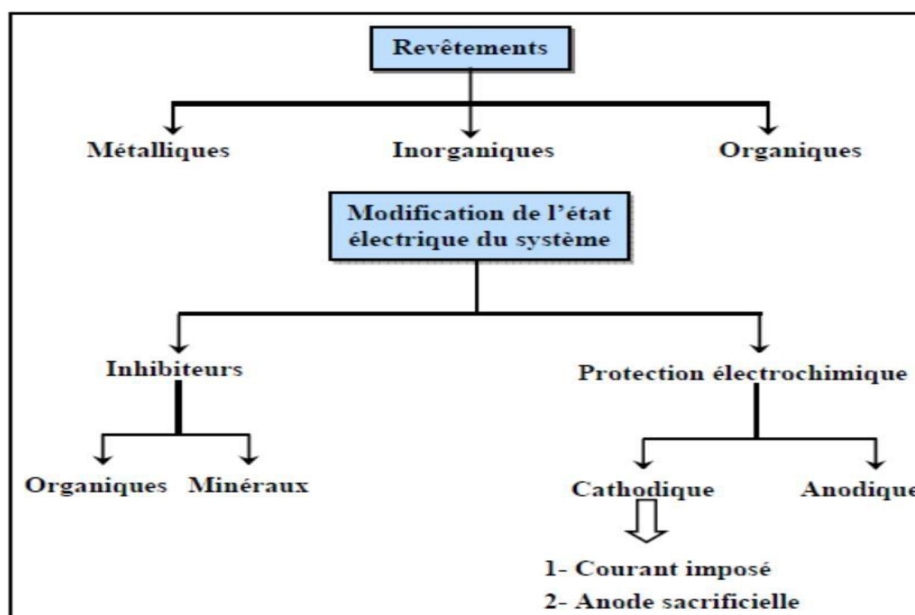 Revêtements
Métalliques Inorganiques Organiques
Modification de l'état
électrique du système
Inhibiteurs Protection électrochimique
Organiques Minéraux Cathodique Anodique
1- Courant imposé
2- Anode sacrificielle